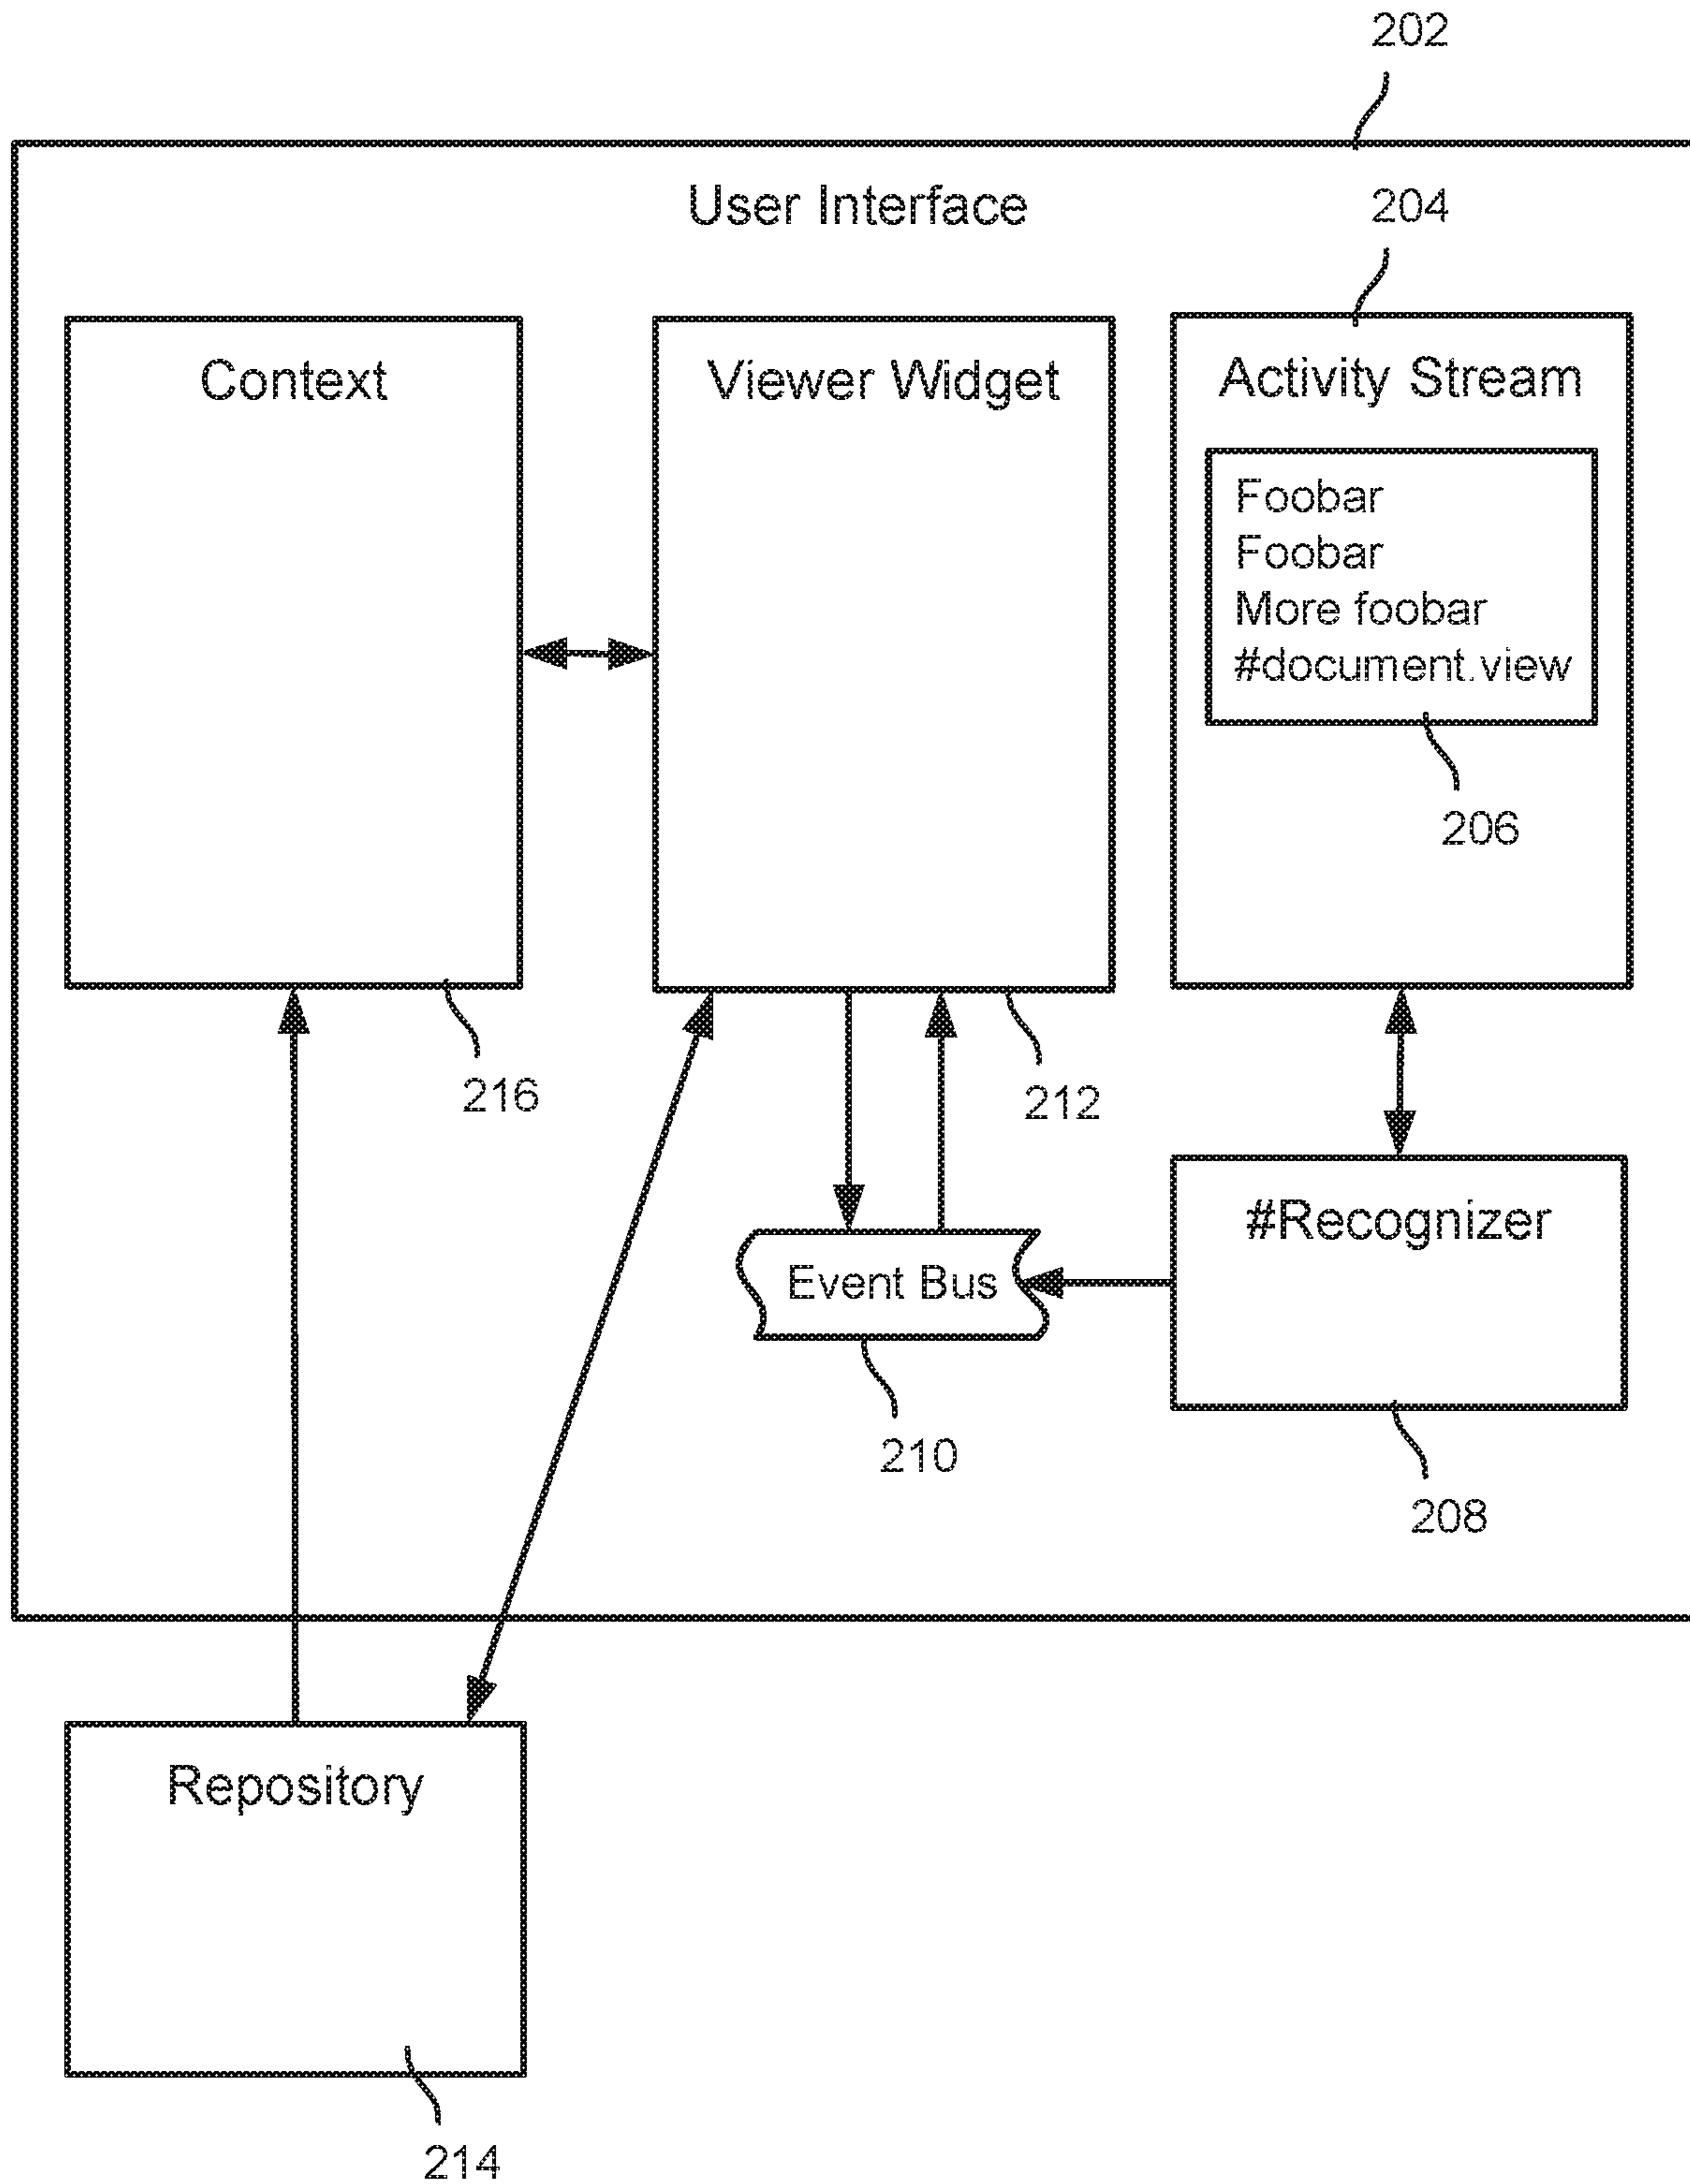 202
User Interface
204
Context
Viewer Widget
Activity Stream
Foobar
Foobar
More foobar
#document.view
206
216
212
#Recognizer
Event Bus
210
208
Repository
214